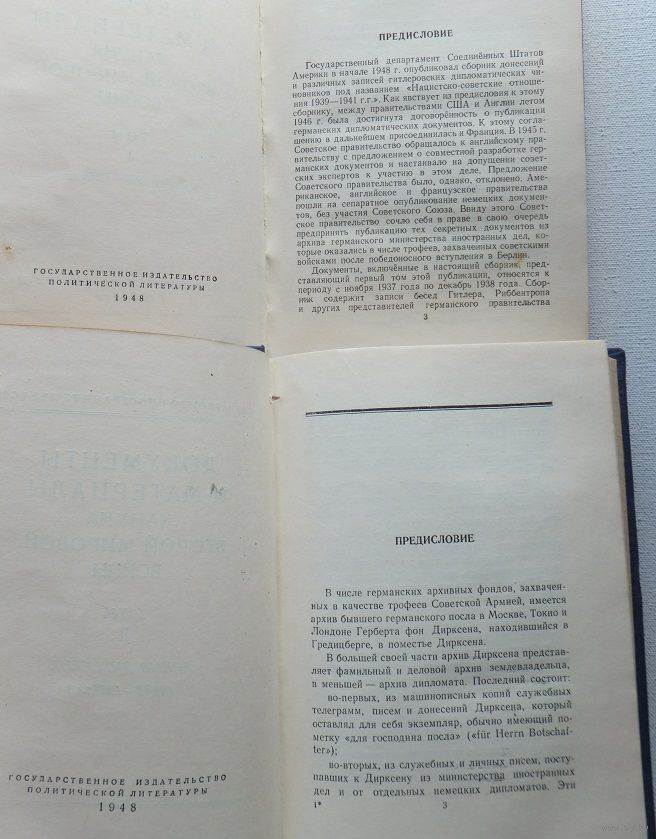 ПРЕДИСЛОВИЕ
Государственный департамент Соединённых Штатов
Америки в начале 1948 г. опубликовал сборник донесений
и различных записей гитлеровских дипломатических чи-
новников под названием «Нацистско-советские отноше-
ния 1939—1941 г.г.». Как явствует из предисловия к этому
сборнику, между правительствами США и Англии летом
1946 г. была достигнута договорённость о публикации
германских дипломатических документов. К этому согла-
шению в дальнейшем присоединилась и Франция. В 1945 г.
Советское правительство обращалось к английскому пра-
вительству с предложением о совместной разработке гер-
манских документов и настаивало на допущении совет-
ских экспертов к участию в этом деле. Предложение
Советского правительства было, однако, отклонено. Аме-
риканское, английское и французское правительства
пошли на сепаратное опубликование немецких докумен-
тов, без участия Советского Союза. Ввиду этого Совет-
ское правительство сочло себя в праве в свою очередь
предпринять публикацию тех секретных документов из
архива германского министерства иностранных дел, ко-
торые оказались в числе трофеев, захваченных советскими
войсками после победоносного вступления в Берлин.
Документы, включённые в настоящий сборник, пред-
ставляющий первый том этой публикации, относятся к
периоду с ноября 1937 года по декабрь 1938 года. Сбор-
ник содержит записи бесед Гитлера, Риббентропа
и других представителей германского правительства
3
ГОСУДАРСТВЕННОЕ ИЗДАТЕЛЬСТВО
ПОЛИТИЧЕСКОЙ ЛИТЕРАТУРЫ
1948
ДОКУМЕНТЫ
И МАТЕРИАЛЫ
КАНУНА
ВТОРОЙ МИРОВОЙ
ВОЙНЫ
ПРЕДИСЛОВИЕ
В числе германских архивных фондов, захвачен-
ных в качестве трофеев Советской Армией, имеется
архив бывшего германского посла в Москве, Токио и
Лондоне Герберта фон Дирксена, находившийся в
Гредицберге, в поместье Дирксена.
В большей своей части архив Дирксена представ-
ляет фамильный и деловой архив землевладельца,
в меньшей — архив дипломата. Последний состоит:
во-первых, из машинописных копий служебных
телеграмм, писем и донесений Дирксена, который
оставлял для себя экземпляр, обычно имеющий по-
метку «для господина посла» («für Herrn Botschaf-
ter»);
во-вторых, из служебных и личных писем, посту-
павших к Дирксену из министерства иностранных
дел и от отдельных немецких дипломатов. Эти
1* 3
ГОСУДАРСТВЕННОЕ ИЗДАТЕЛЬСТВО
ПОЛИТИЧЕСКОЙ ЛИТЕРАТУРЫ
1948